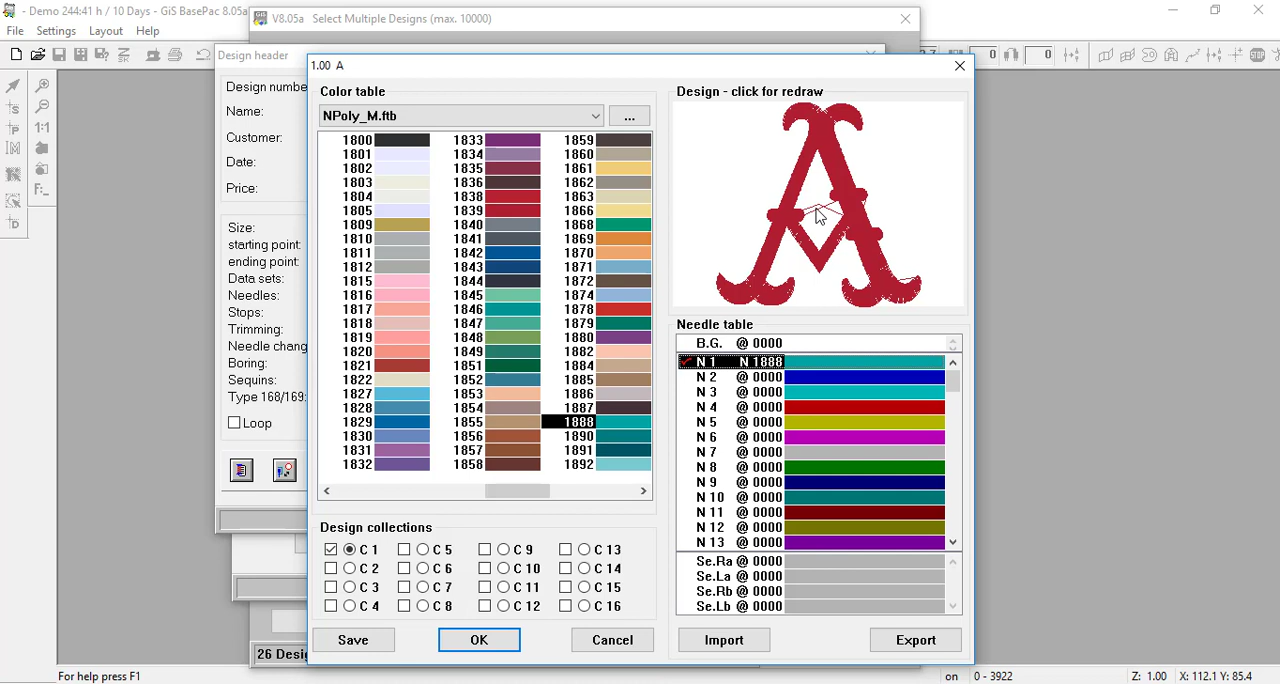 - Demo 244:41 h / 10 Days - GiS BasePac 8.05a
V8.05a Select Multiple Designs (max. 10000)
File Settings Layout Help
Design header
0 0
Design number
Name:
Customer:
Date:
Price:
Size:
starting point:
ending point:
Data sets:
Needles:
Stops:
Trimming:
Needle chang
Boring:
Sequins:
Type 168/169:
Loop
26 Desi
1:1
1.00 A
Color table
NPoly_M.ftb
...
1800 1833 1859
1801 1834 1860
1802 1835 1861
1803 1836 1862
1804 1838 1863
1805 1839 1866
1809 1840 1868
1810 1841 1869
1811 1842 1870
1812 1843 1871
1815 1844 1872
1816 1845 1874
1817 1846 1878
1818 1847 1879
1819 1848 1880
1820 1849 1882
1821 1851 1884
1822 1852 1885
1827 1853 1886
1828 1854 1887
1829 1855 1888
1830 1856 1890
1831 1857 1891
1832 1858 1892
Design collections
C 1 C 5 C 9 C 13
C 2 C 6 C 10 C 14
C 3 C 7 C 11 C 15
C 4 C 8 C 12 C 16
Save OK Cancel
Design - click for redraw
A
Needle table
B.G. @ 0000
N 1 N 1888
N 2 @ 0000
N 3 @ 0000
N 4 @ 0000
N 5 @ 0000
N 6 @ 0000
N 7 @ 0000
N 8 @ 0000
N 9 @ 0000
N 10 @ 0000
N 11 @ 0000
N 12 @ 0000
N 13 @ 0000
Se.Ra @ 0000
Se.La @ 0000
Se.Rb @ 0000
Se.Lb @ 0000
Import Export
For help press F1
on 0 - 3922 Z: 1.00 X: 112.1 Y: 85.4